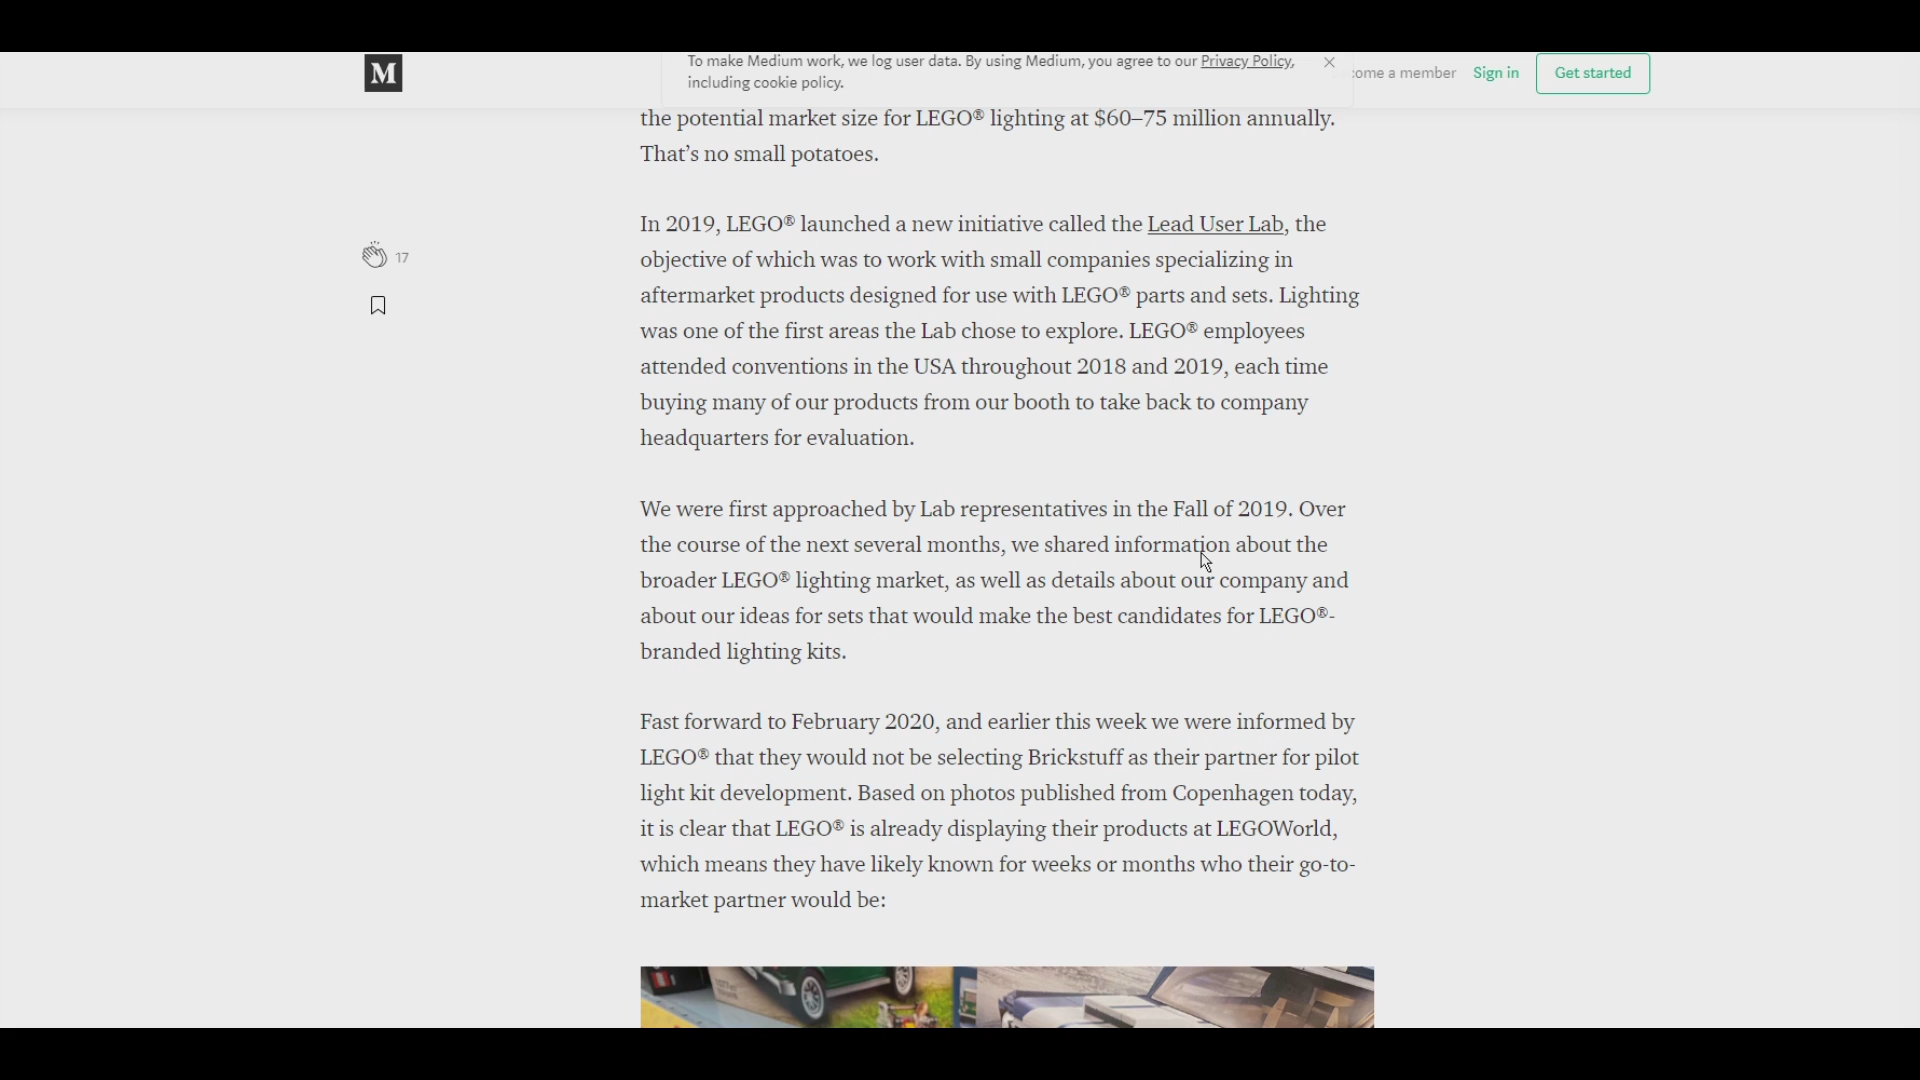 M
To make Medium work, we log user data. By using Medium, you agree to our Privacy Policy,
including cookie policy.
come a member Sign in Get started
the potential market size for LEGO® lighting at $60–75 million annually.
That’s no small potatoes.
In 2019, LEGO® launched a new initiative called the Lead User Lab, the
objective of which was to work with small companies specializing in
aftermarket products designed for use with LEGO® parts and sets. Lighting
was one of the first areas the Lab chose to explore. LEGO® employees
attended conventions in the USA throughout 2018 and 2019, each time
buying many of our products from our booth to take back to company
headquarters for evaluation.
17
We were first approached by Lab representatives in the Fall of 2019. Over
the course of the next several months, we shared information about the
broader LEGO® lighting market, as well as details about our company and
about our ideas for sets that would make the best candidates for LEGO®-
branded lighting kits.
Fast forward to February 2020, and earlier this week we were informed by
LEGO® that they would not be selecting Brickstuff as their partner for pilot
light kit development. Based on photos published from Copenhagen today,
it is clear that LEGO® is already displaying their products at LEGOWorld,
which means they have likely known for weeks or months who their go-to-
market partner would be: